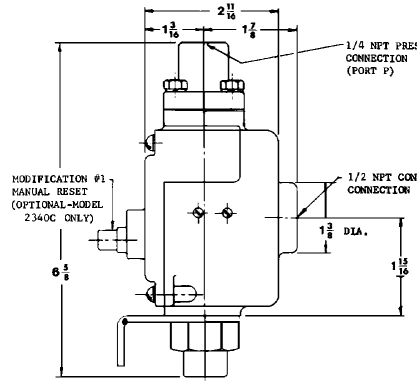 2 11/16
1 3/16
1 7/8
1/4 NPT PRES
CONNECTION
(PORT P)
MODIFICATION #1
MANUAL RESET
(OPTIONAL-MODEL
2340C ONLY)
1/2 NPT CON
CONNECTION
1 3/8 DIA.
6 5/8
1 15/16